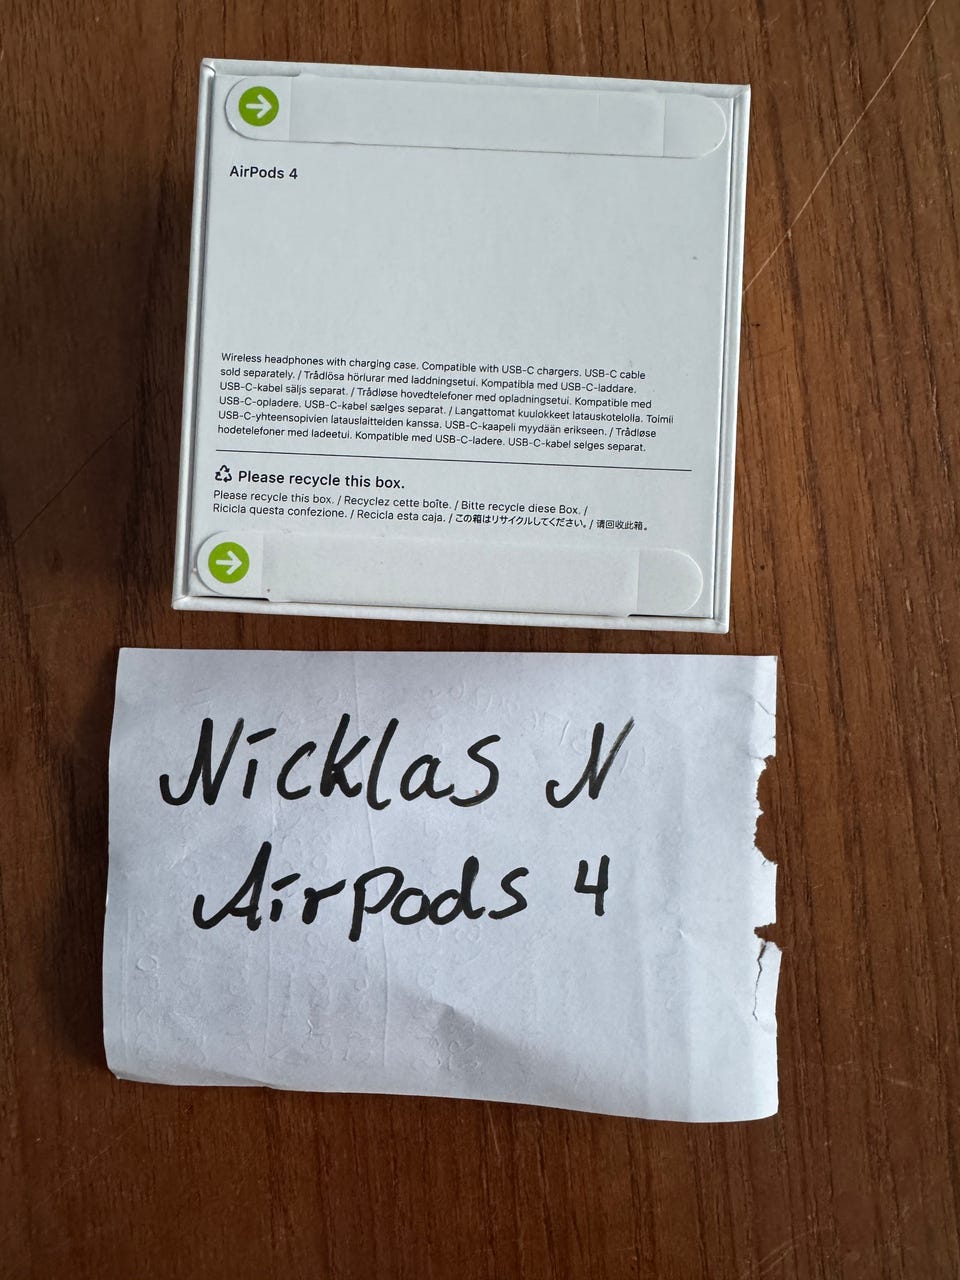 AirPods 4
Wireless headphones with charging case. Compatible with USB-C chargers. USB-C cable
sold separately. / Trådlösa hörlurar med laddningsetui. Kompatibla med USB-C-laddare.
USB-C-kabel säljs separat. / Trådløse hovedtelefoner med opladningsetui. Kompatible med
USB-C-opladere. USB-C-kabel sælges separat. / Langattomat kuulokkeet latauskotelolla. Toimii
USB-C-yhteensopivien latauslaitteiden kanssa. USB-C-kaapeli myydään erikseen. / Trådløse
hodetelefoner med ladeetui. Kompatible med USB-C-ladere. USB-C-kabel selges separat.
Please recycle this box.
Please recycle this box. / Recyclez cette boîte. / Bitte recycle diese Box. /
Ricicla questa confezione. / Recicla esta caja. / この箱はリサイクルしてください。/ 请回收此箱。
Nicklas N
AirPods 4